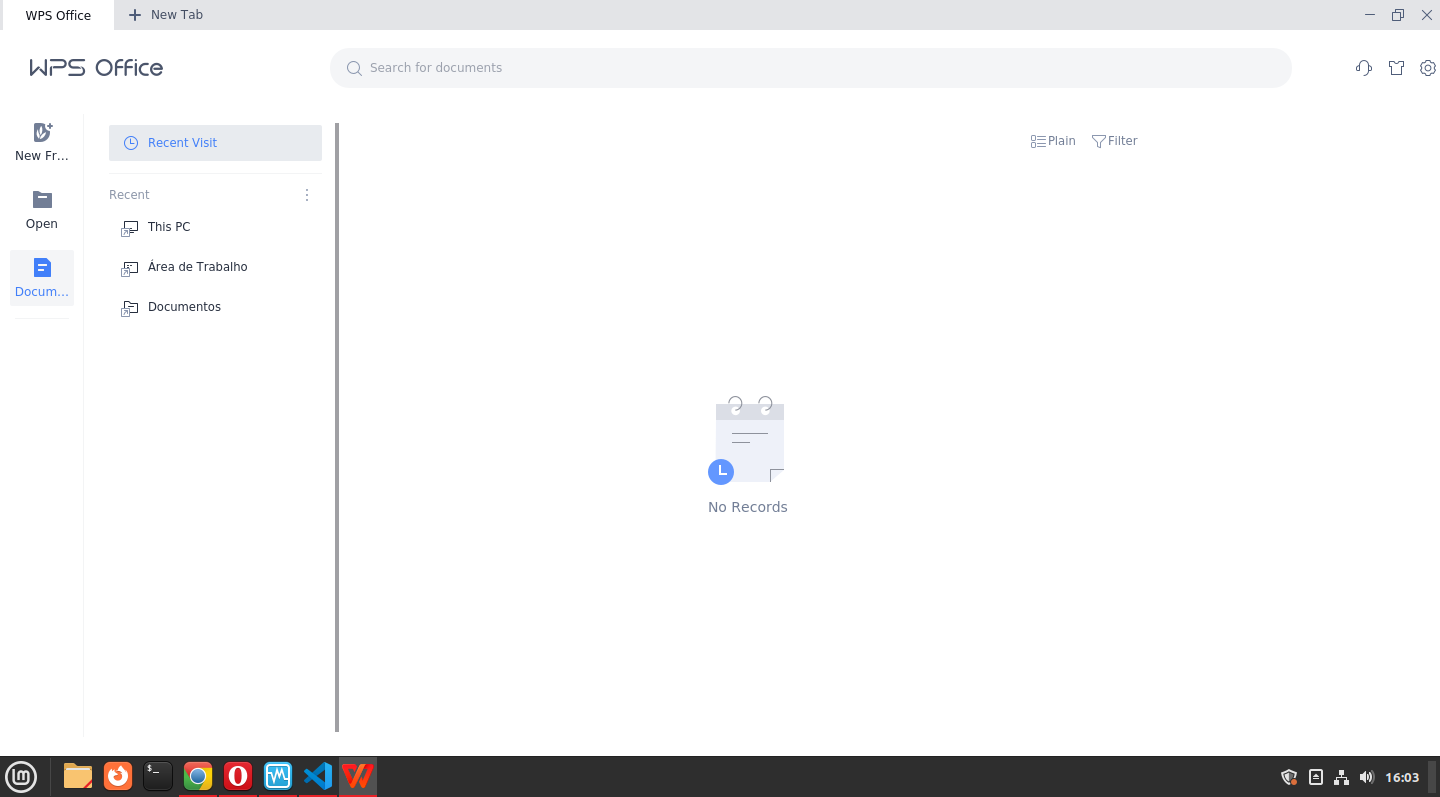 WPS Office
New Tab
WPS Office
Search for documents
New Fr...
Open
Docum...
Recent Visit
Recent
This PC
Área de Trabalho
Documentos
Plain
Filter
No Records
16:03